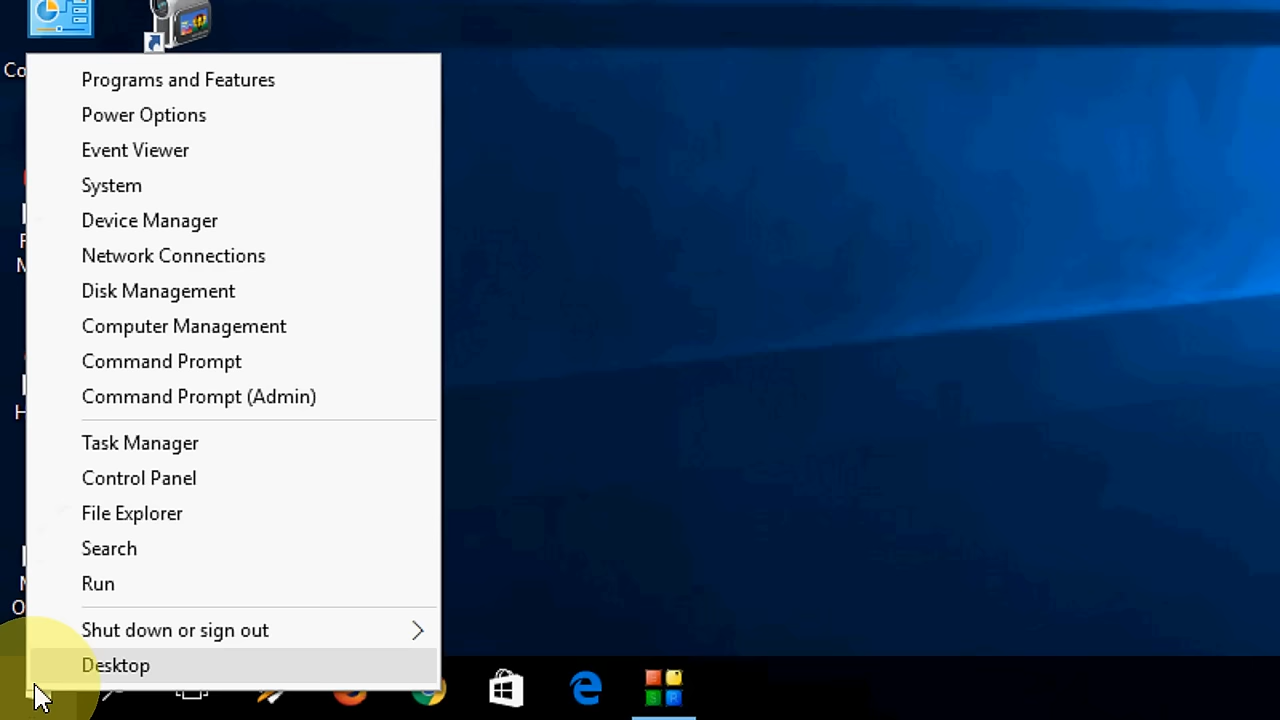 Co
Programs and Features
Power Options
Event Viewer
System
Device Manager
Network Connections
Disk Management
Computer Management
Command Prompt
Command Prompt (Admin)
Task Manager
Control Panel
File Explorer
Search
Run
Shut down or sign out
Desktop